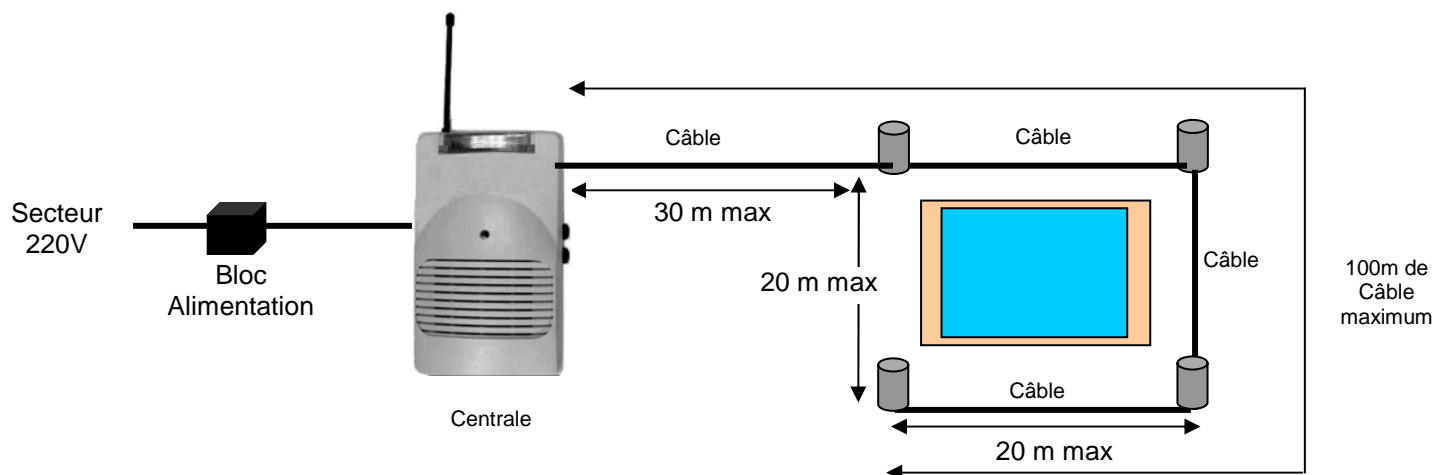 Secteur
220V
Bloc
Alimentation
Centrale
Câble
30 m max
Câble
20 m max
Câble
Câble
20 m max
100m de
Câble
maximum